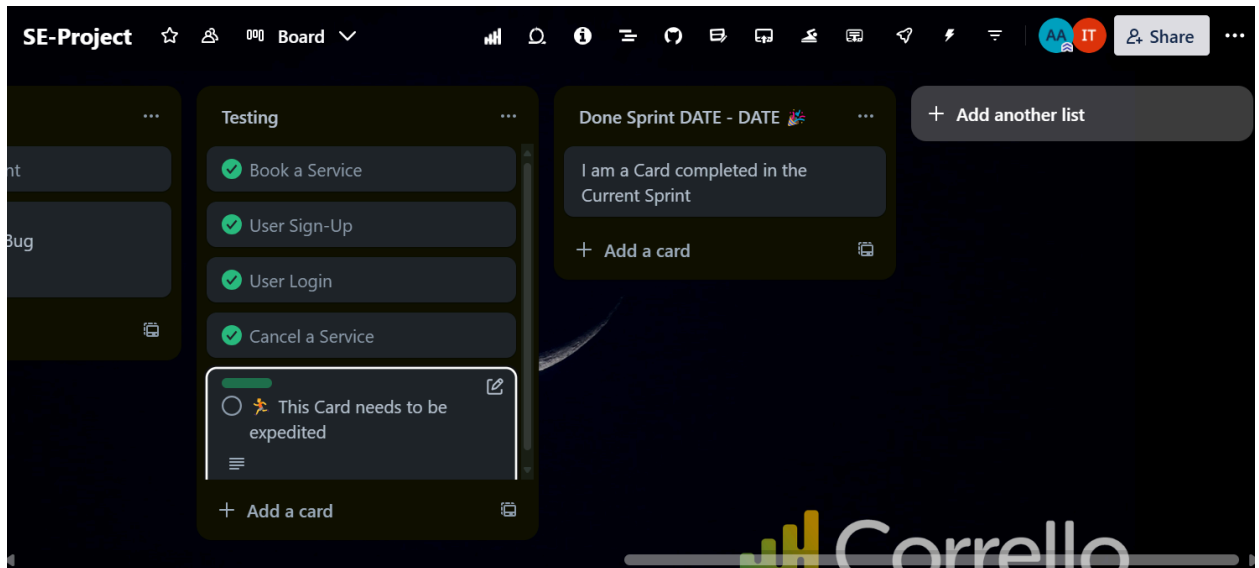 SE-Project
Board
AA
IT
Share
nt
Bug
Testing
Book a Service
User Sign-Up
User Login
Cancel a Service
🏃 This Card needs to be
expedited
+ Add a card
Done Sprint DATE - DATE 🎉
I am a Card completed in the
Current Sprint
+ Add a card
+ Add another list
Corrello